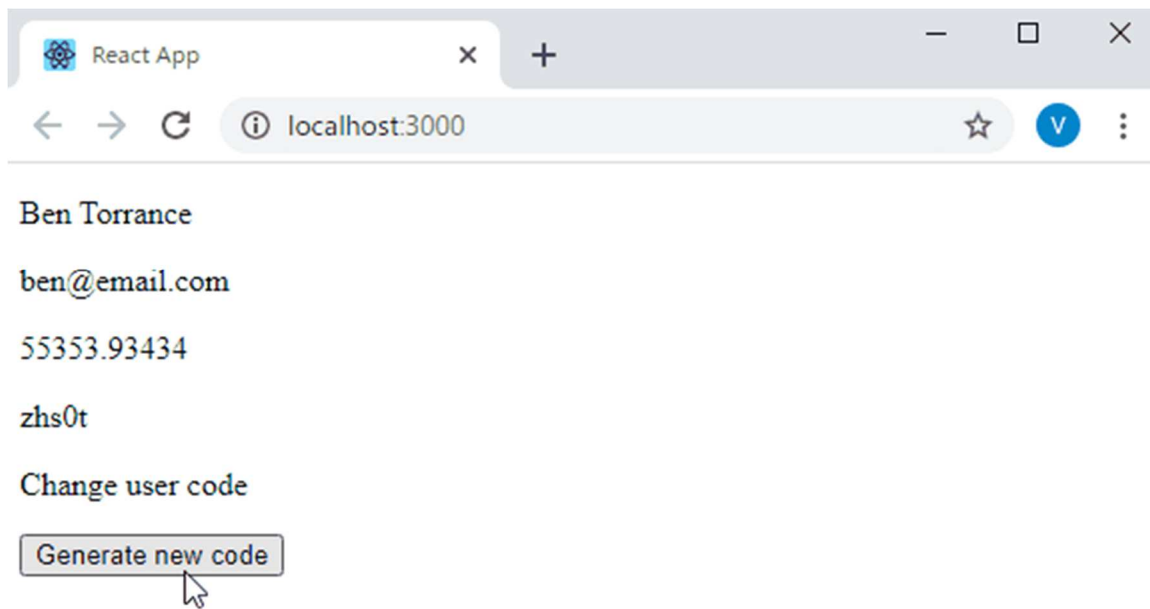 React App
localhost:3000
V
Ben Torrance
ben@email.com
55353.93434
zhs0t
Change user code
Generate new code